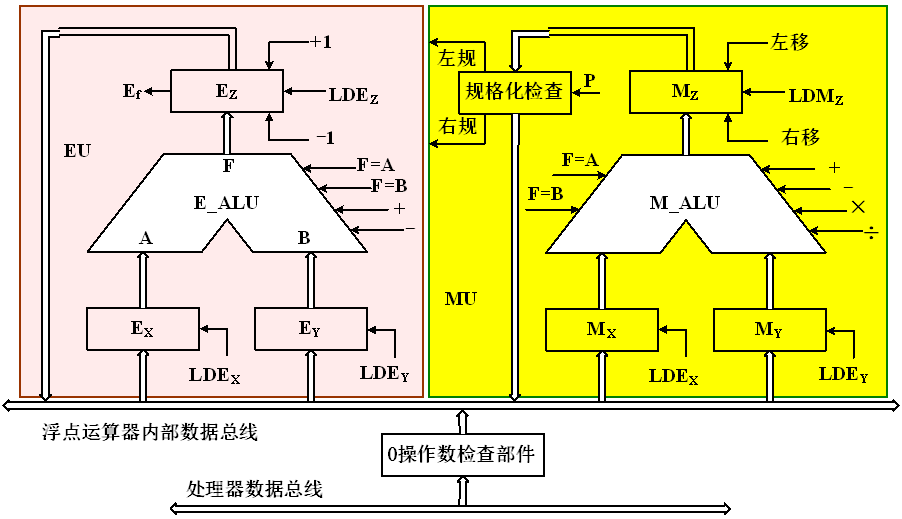 +1
E_Z
E_f
LDE_Z
-1
EU
F
F=A
F=B
+
-
E_ALU
A
B
E_X
E_Y
LDE_X
LDE_Y
左规
规格化检查
P
右规
M_Z
左移
LDM_Z
右移
F=A
F=B
+
-
×
÷
M_ALU
MU
M_X
M_Y
LDE_X
LDE_Y
浮点运算器内部数据总线
0操作数检查部件
处理器数据总线